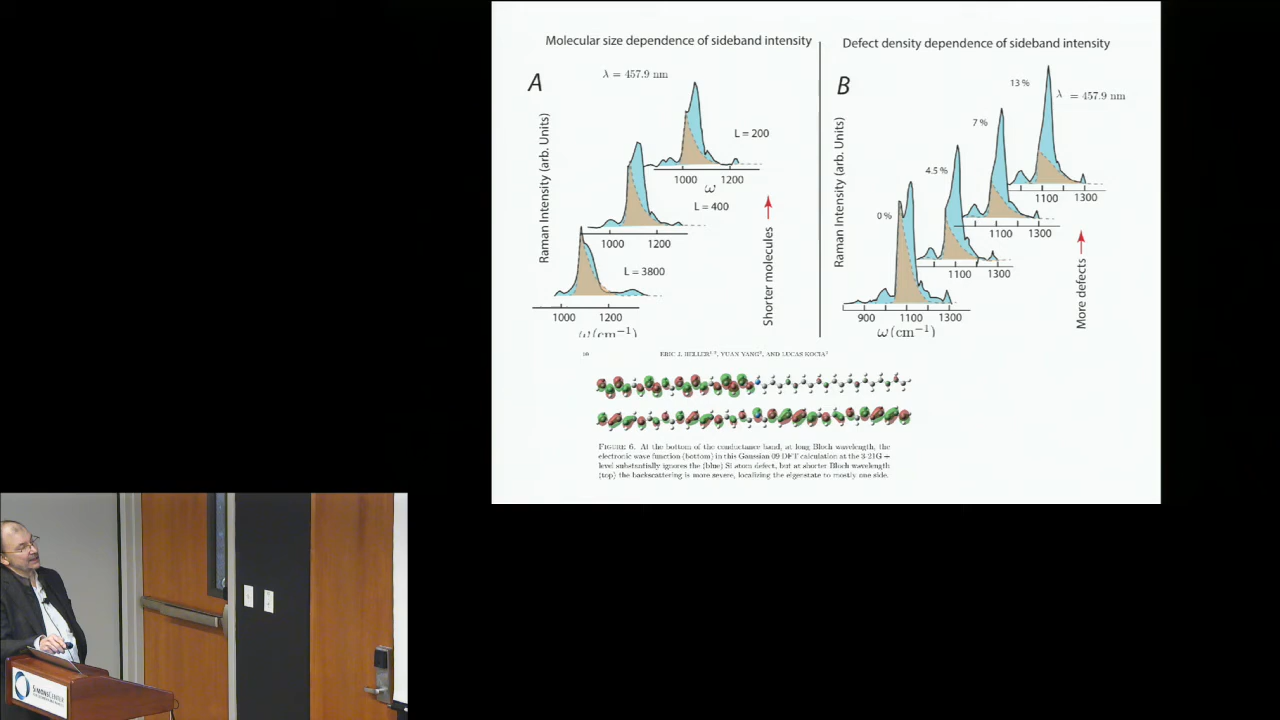 Molecular size dependence of sideband intensity
A
λ = 457.9 nm
Raman Intensity (arb. Units)
L = 200
1000 1200
ω
L = 400
1000 1200
L = 3800
1000 1200
ω(cm⁻¹)
Shorter molecules
Defect density dependence of sideband intensity
B
13 %
λ = 457.9 nm
Raman Intensity (arb. Units)
7 %
1100 1300
4.5 %
1100 1300
0 %
1100 1300
900 1100 1300
ω(cm⁻¹)
More defects
ERIC J. HELLER¹·², YUAN YANG², AND LUCAS KOCIA²
FIGURE 6. At the bottom of the conductance band, at long Bloch wavelength, the
electronic wave function (bottom) in this Gaussian 09 DFT calculation at the 3-21G +
level substantially ignores the (blue) Si atom defect, but at shorter Bloch wavelength
(top) the backscattering is more severe, localizing the eigenstate to mostly one side.
SIMONS CENTER